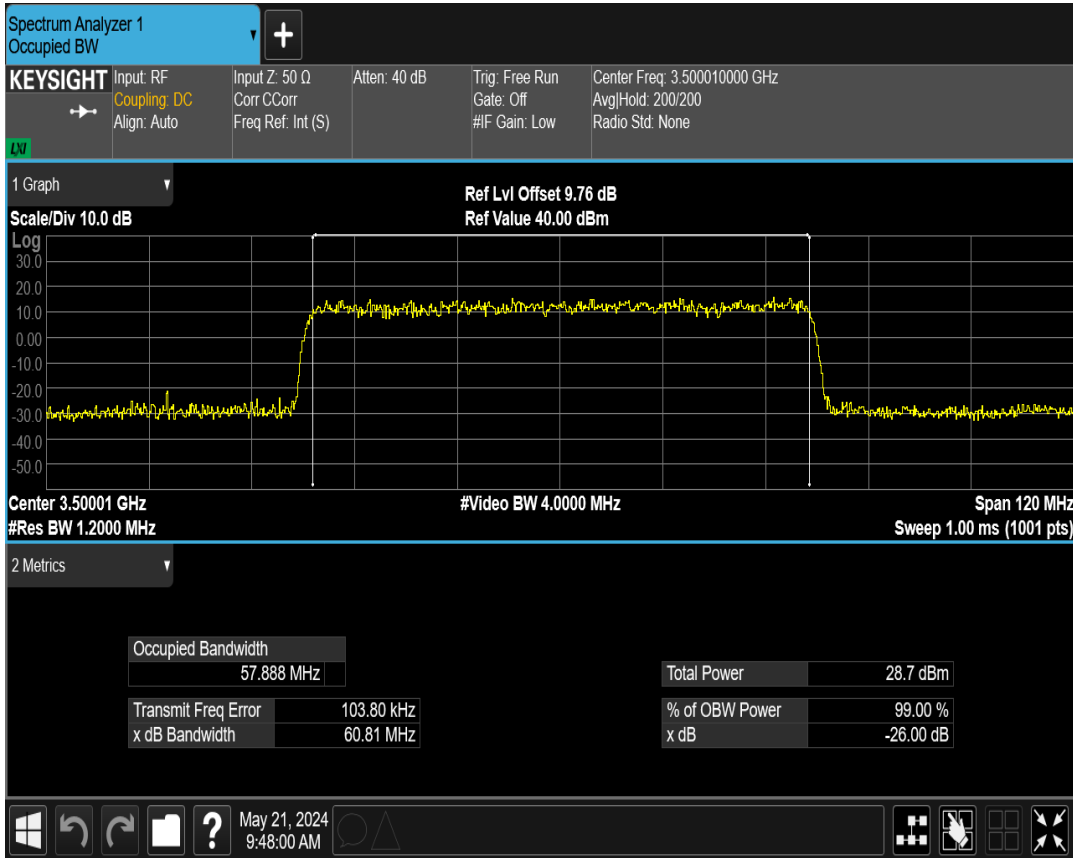 Spectrum Analyzer 1
Occupied BW
+
KEYSIGHT
LXI
Input: RF
Coupling: DC
Align: Auto
Input Z: 50 Ω
Corr CCorr
Freq Ref: Int (S)
Atten: 40 dB
Trig: Free Run
Gate: Off
#IF Gain: Low
Center Freq: 3.500010000 GHz
Avg|Hold: 200/200
Radio Std: None
1 Graph
Scale/Div 10.0 dB
Ref Lvl Offset 9.76 dB
Ref Value 40.00 dBm
Log
30.0
20.0
10.0
0.00
-10.0
-20.0
-30.0
-40.0
-50.0
Center 3.50001 GHz
#Video BW 4.0000 MHz
Span 120 MHz
#Res BW 1.2000 MHz
Sweep 1.00 ms (1001 pts)
2 Metrics
Occupied Bandwidth
57.888 MHz
Transmit Freq Error 103.80 kHz
x dB Bandwidth 60.81 MHz
Total Power 28.7 dBm
% of OBW Power 99.00 %
x dB -26.00 dB
?
May 21, 2024
9:48:00 AM